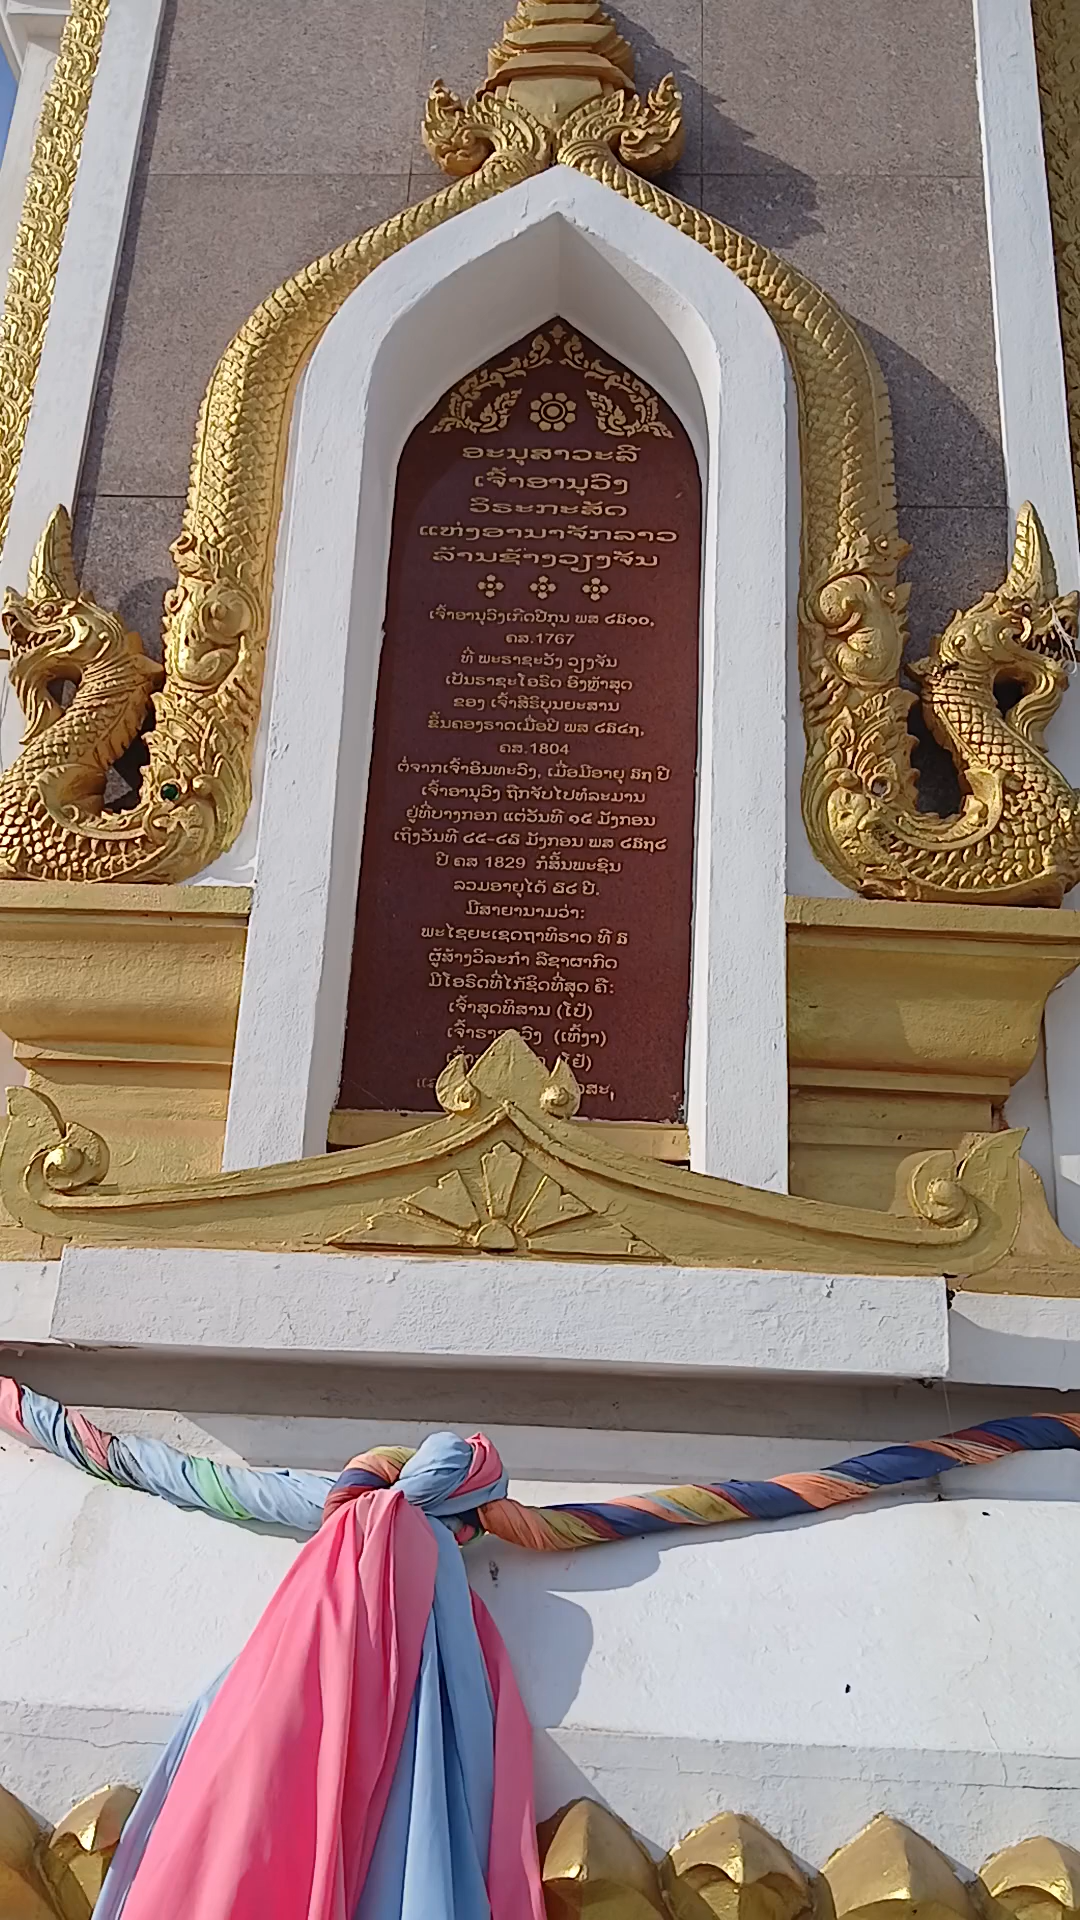 ອະນຸສາວະລີ
ເຈົ້າອານຸວົງ
ວິຣະກະສັດ
ແຫ່ງອານາຈັກລາວ
ລ້ານຊ້າງວຽງຈັນ
ເຈົ້າອານຸວົງເກີດປີກຸນ ພສ ໒໓໑໐,
ຄສ.1767
ທີ່ ພະຣາຊະວັງ ວຽງຈັນ
ເປັນຣາຊະໂອຣົດ ອົງຫຼ້າສຸດ
ຂອງ ເຈົ້າສິຣິບຸນຍະສານ
ຂຶ້ນຄອງຣາດເມື່ອປີ ພສ ໒໓໔໗,
ຄສ.1804
ຕໍ່ຈາກເຈົ້າອິນທະວົງ, ເມື່ອມີອາຍຸ ໓໗ ປີ
ເຈົ້າອານຸວົງ ຖືກຈັບໄປທໍລະມານ
ຢູ່ທີ່ບາງກອກ ແຕ່ວັນທີ ໑໕ ມັງກອນ
ເຖິງວັນທີ ໒໕-໒໖ ມັງກອນ ພສ ໒໓໗໒
ປີ ຄສ 1829 ກໍສິ້ນພະຊົນ
ລວມອາຍຸໄດ້ ໖໒ ປີ.
ມີສາຍານາມວ່າ:
ພະໄຊຍະເຊດຖາທິຣາດ ທີ ໖
ຜູ້ສ້າງວິລະກຳ ລືຊາຜາກົດ
ມີໂອຣົດທີ່ໄກ້ຊິດທີ່ສຸດ ຄື:
ເຈົ້າສຸດທິສານ (ໂປ້)
(ເຫງົ້າ)